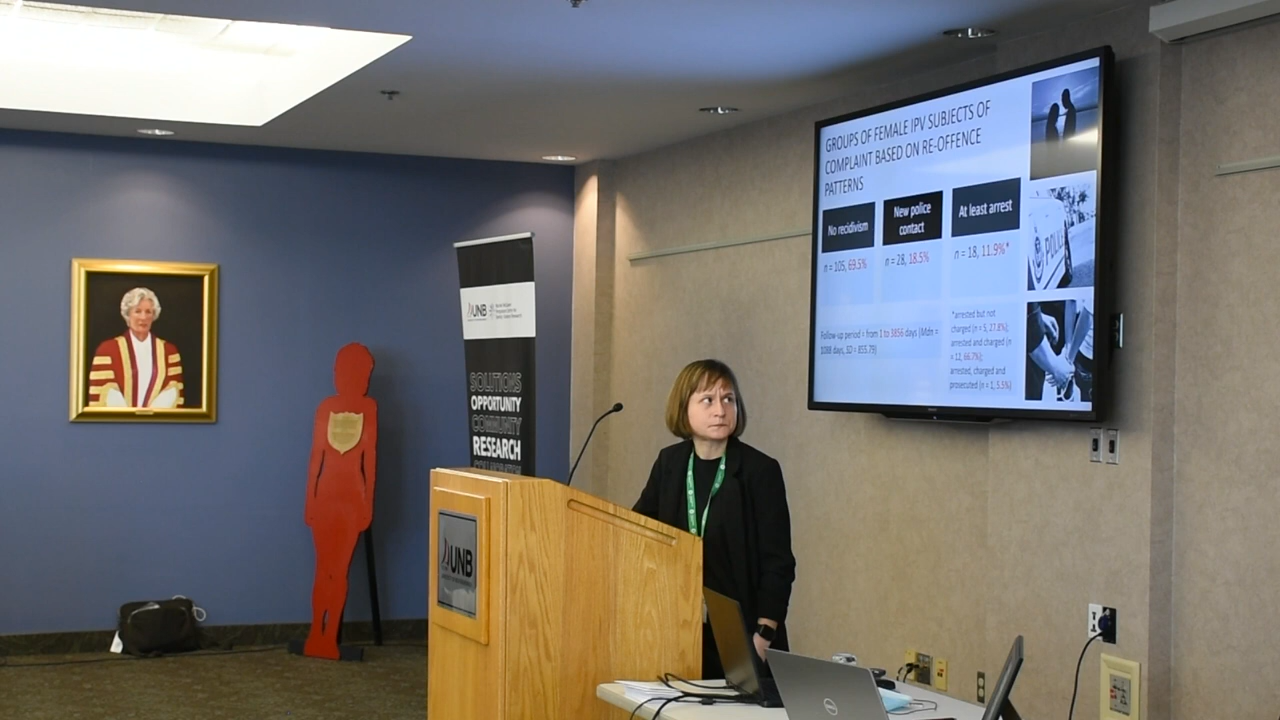 GROUPS OF FEMALE IPV SUBJECTS OF
COMPLAINT BASED ON RE-OFFENCE
PATTERNS
No recidivism
New police
contact
At least arrest
n = 105, 69.5%
n = 28, 18.5%
n = 18, 11.9%*
Follow-up period = from 1 to 3856 days (Mdn =
1088 days, SD = 855.79)
*arrested but not
charged (n = 5, 27.8%);
arrested and charged (n
= 12, 66.7%);
arrested, charged and
prosecuted (n = 1, 5.5%)
POLIC
UNB
SOLUTIONS
OPPORTUNITY
COMMUNITY
RESEARCH
UNB
DELL